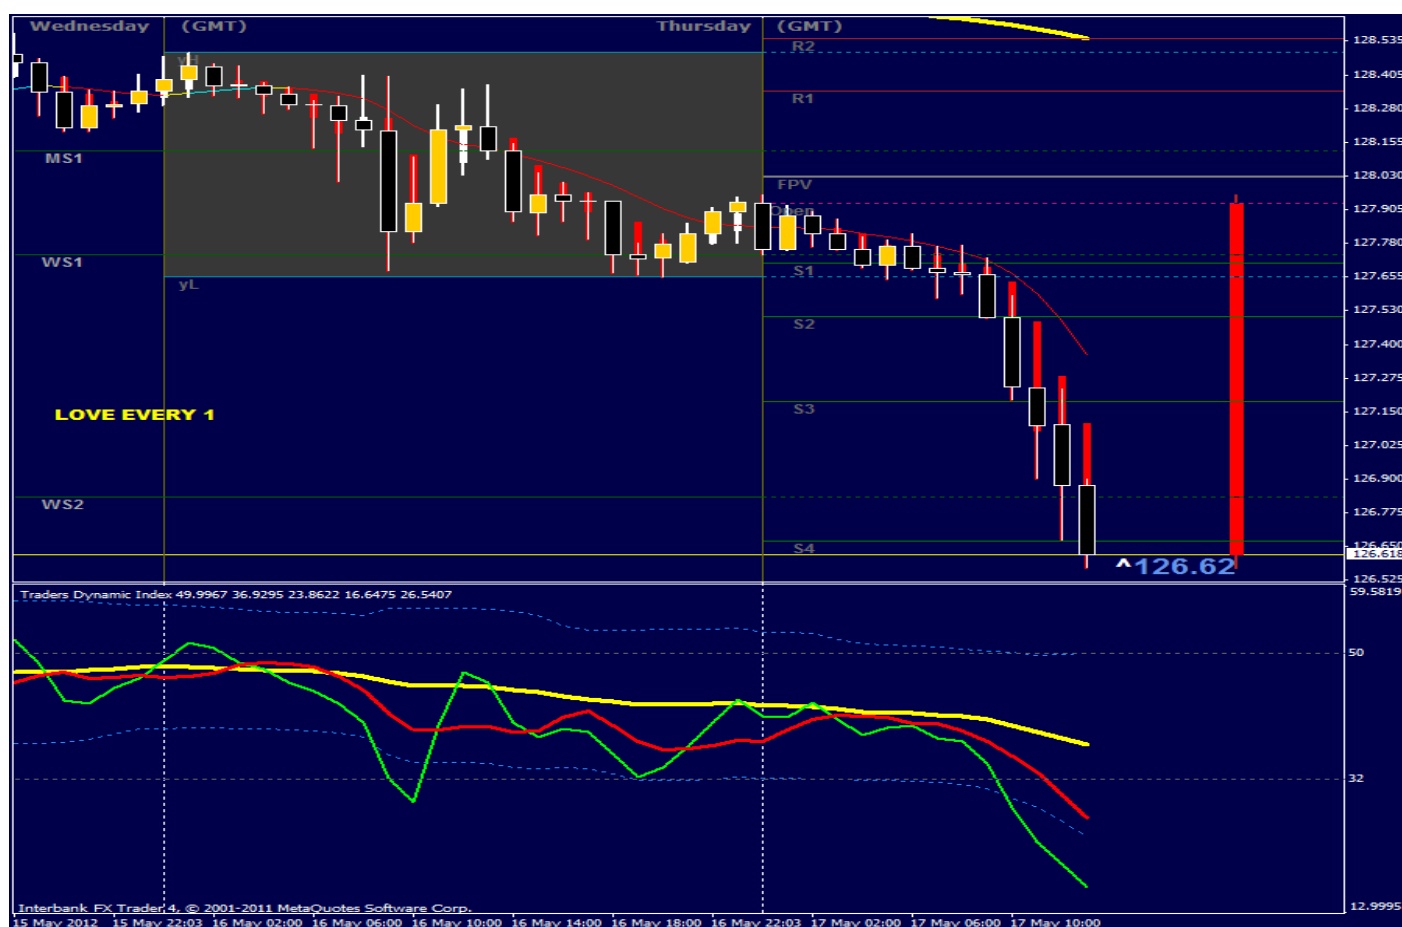 Wednesday (GMT) Thursday (GMT)
R2
yH
R1
MS1
FPV
Open
WS1
S1
yL
S2
S3
LOVE EVERY 1
WS2
S4
^126.62
128.535
128.405
128.280
128.155
128.030
127.905
127.780
127.655
127.530
127.400
127.275
127.150
127.025
126.900
126.775
126.650
126.618
126.525
Traders Dynamic Index 49.9967 36.9295 23.8622 16.6475 26.5407
59.5819
50
32
12.9995
Interbank FX Trader 4, © 2001-2011 MetaQuotes Software Corp.
15 May 2012 15 May 22:03 16 May 02:00 16 May 06:00 16 May 10:00 16 May 14:00 16 May 18:00 16 May 22:03 17 May 02:00 17 May 06:00 17 May 10:00